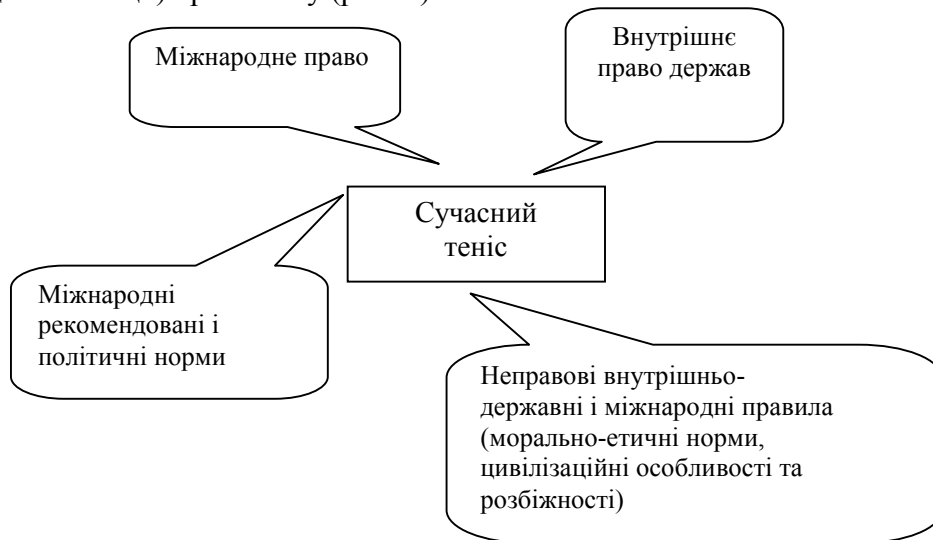 Міжнародне право
Внутрішнє
право держав
Сучасний
теніс
Міжнародні
рекомендовані і
політичні норми
Неправові внутрішньо-
державні і міжнародні правила
(морально-етичні норми,
цивілізаційні особливості та
розбіжності)